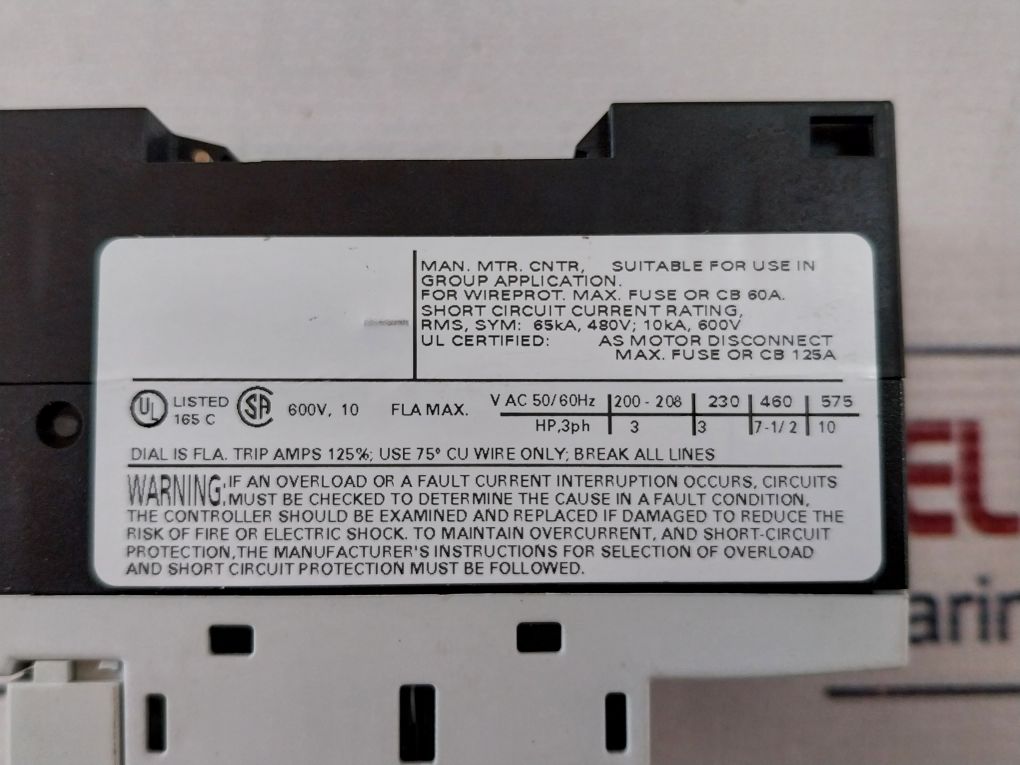 MAN. MTR. CNTR, SUITABLE FOR USE IN
GROUP APPLICATION.
FOR WIREPROT. MAX. FUSE OR CB 60A.
SHORT CIRCUIT CURRENT RATING,
RMS, SYM: 65kA, 480V; 10kA, 600V
UL CERTIFIED: AS MOTOR DISCONNECT
MAX. FUSE OR CB 125A
UL LISTED 165 C SA 600V, 10 FLA MAX.
V AC 50/60Hz 200 - 208 230 460 575
HP,3ph 3 3 7-1/2 10
DIAL IS FLA. TRIP AMPS 125%; USE 75° CU WIRE ONLY; BREAK ALL LINES
WARNING, IF AN OVERLOAD OR A FAULT CURRENT INTERRUPTION OCCURS, CIRCUITS
MUST BE CHECKED TO DETERMINE THE CAUSE IN A FAULT CONDITION,
THE CONTROLLER SHOULD BE EXAMINED AND REPLACED IF DAMAGED TO REDUCE THE
RISK OF FIRE OR ELECTRIC SHOCK. TO MAINTAIN OVERCURRENT, AND SHORT-CIRCUIT
PROTECTION,THE MANUFACTURER'S INSTRUCTIONS FOR SELECTION OF OVERLOAD
AND SHORT CIRCUIT PROTECTION MUST BE FOLLOWED.
EL
arin